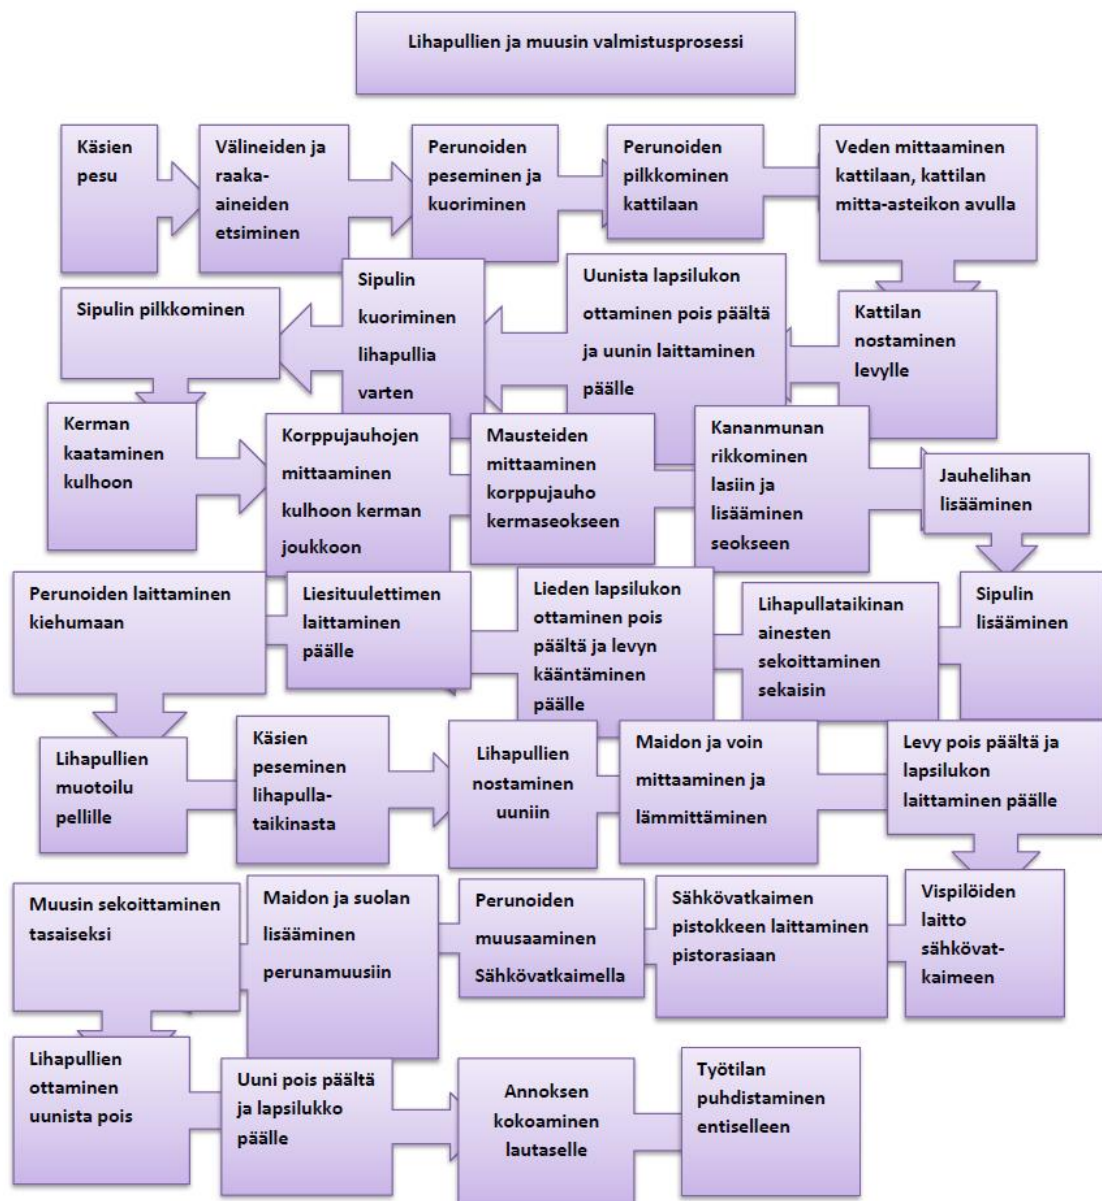 Lihapullien ja muusin valmistusprosessi
Käsien
pesu
Välineiden ja
raaka-
aineiden
etsiminen
Perunoiden
peseminen ja
kuoriminen
Perunoiden
pilkkominen
kattilaan
Veden mittaaminen
kattilaan, kattilan
mitta-asteikon avulla
Kattilan
nostaminen
levylle
Uunista lapsilukon
ottaminen pois päältä
ja uunin laittaminen
päälle
Sipulin
kuoriminen
lihapullia
varten
Sipulin pilkkominen
Kerman
kaataminen
kulhoon
Korppujauhojen
mittaaminen
kulhoon kerman
joukkoon
Mausteiden
mittaaminen
korppujauho
kermaseokseen
Kananmunan
rikkominen
lasiin ja
lisääminen
seokseen
Jauhelihan
lisääminen
Sipulin
lisääminen
Lihapullataikinan
ainesten
sekoittaminen
sekaisin
Lieden lapsilukon
ottaminen pois
päältä ja levyn
kääntäminen
päälle
Liesituulettimen
laittaminen
päälle
Perunoiden laittaminen
kiehumaan
Lihapullien
muotoilu
pellille
Käsien
peseminen
lihapulla-
taikinasta
Lihapullien
nostaminen
uuniin
Maidon ja voin
mittaaminen ja
lämmittäminen
Levy pois päältä ja
lapsilukon
laittaminen päälle
Vispilöiden
laitto
sähkövat-
kaimeen
Sähkövatkaimen
pistokkeen laittaminen
pistorasiaan
Perunoiden
muusaaminen
Sähkövatkaimella
Maidon ja suolan
lisääminen
perunamuusiin
Muusin sekoittaminen
tasaiseksi
Lihapullien
ottaminen
uunista pois
Uuni pois päältä
ja lapsilukko
päälle
Annoksen
kokoaminen
lautaselle
Työtilan
puhdistaminen
entiselleen